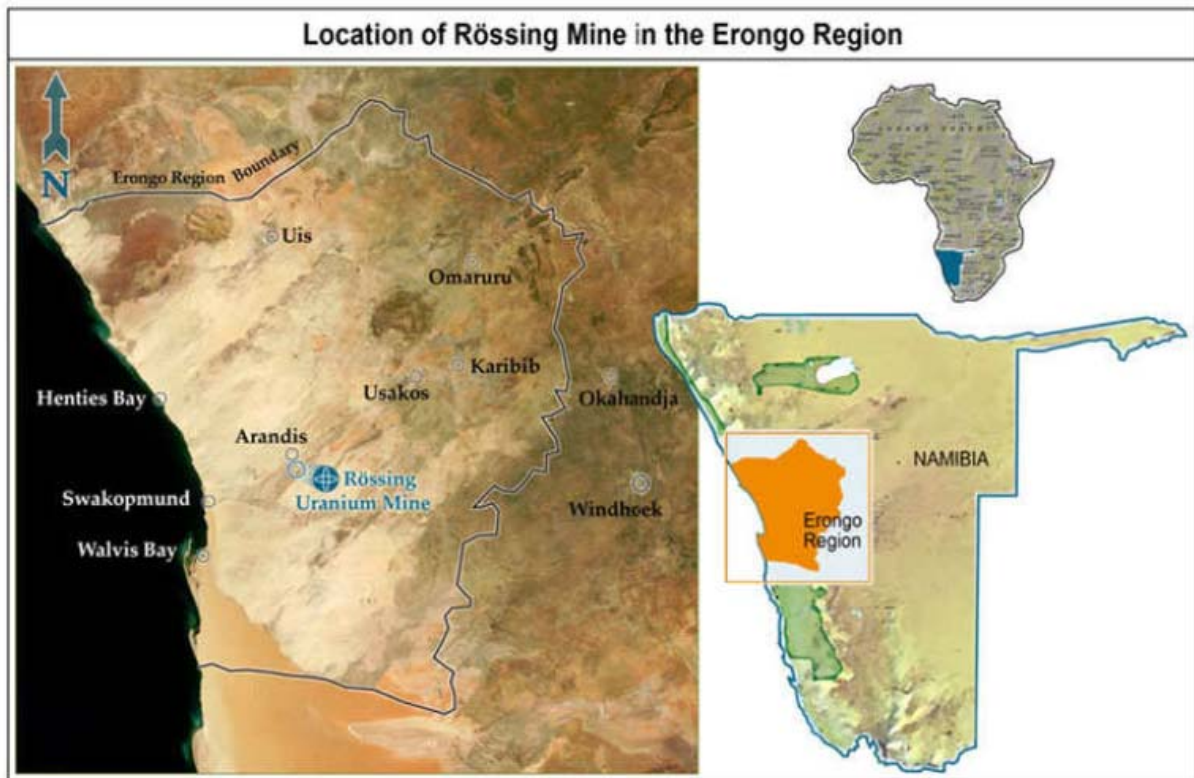 Location of Rössing Mine in the Erongo Region
N
Erongo Region Boundary
Uis
Omaruru
Karibib
Usakos
Okahandja
Henties Bay
Arandis
Rössing
Uranium Mine
Swakopmund
Windhoek
Walvis Bay
NAMIBIA
Erongo
Region